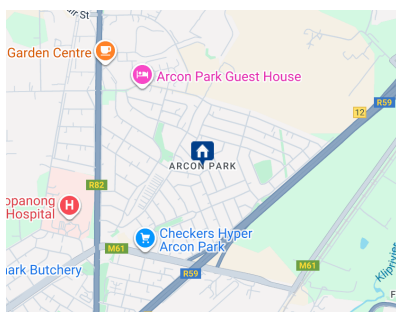 Garden Centre
Arcon Park Guest House
12
R59
ARCON PARK
R82
H
Hospital
Checkers Hyper
Arcon Park
M61
M61
R59
Butchery